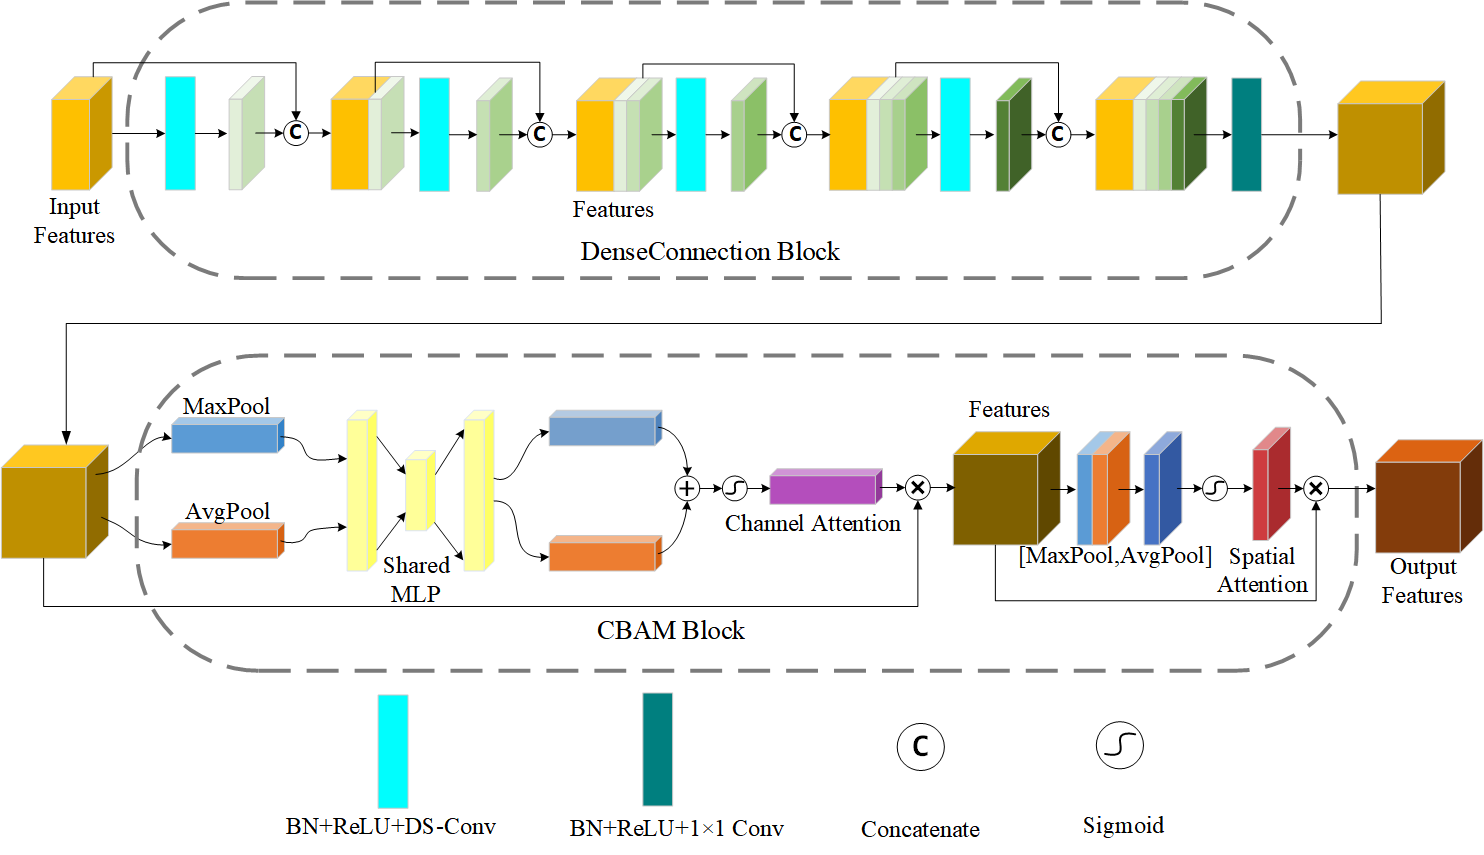 C
C
C
C
Input
Features
Features
DenseConnection Block
MaxPool
Features
AvgPool
Channel Attention
[MaxPool,AvgPool]
Shared
MLP
Spatial
Attention
Output
Features
CBAM Block
C
BN+ReLU+DS-Conv
BN+ReLU+1×1 Conv
Concatenate
Sigmoid